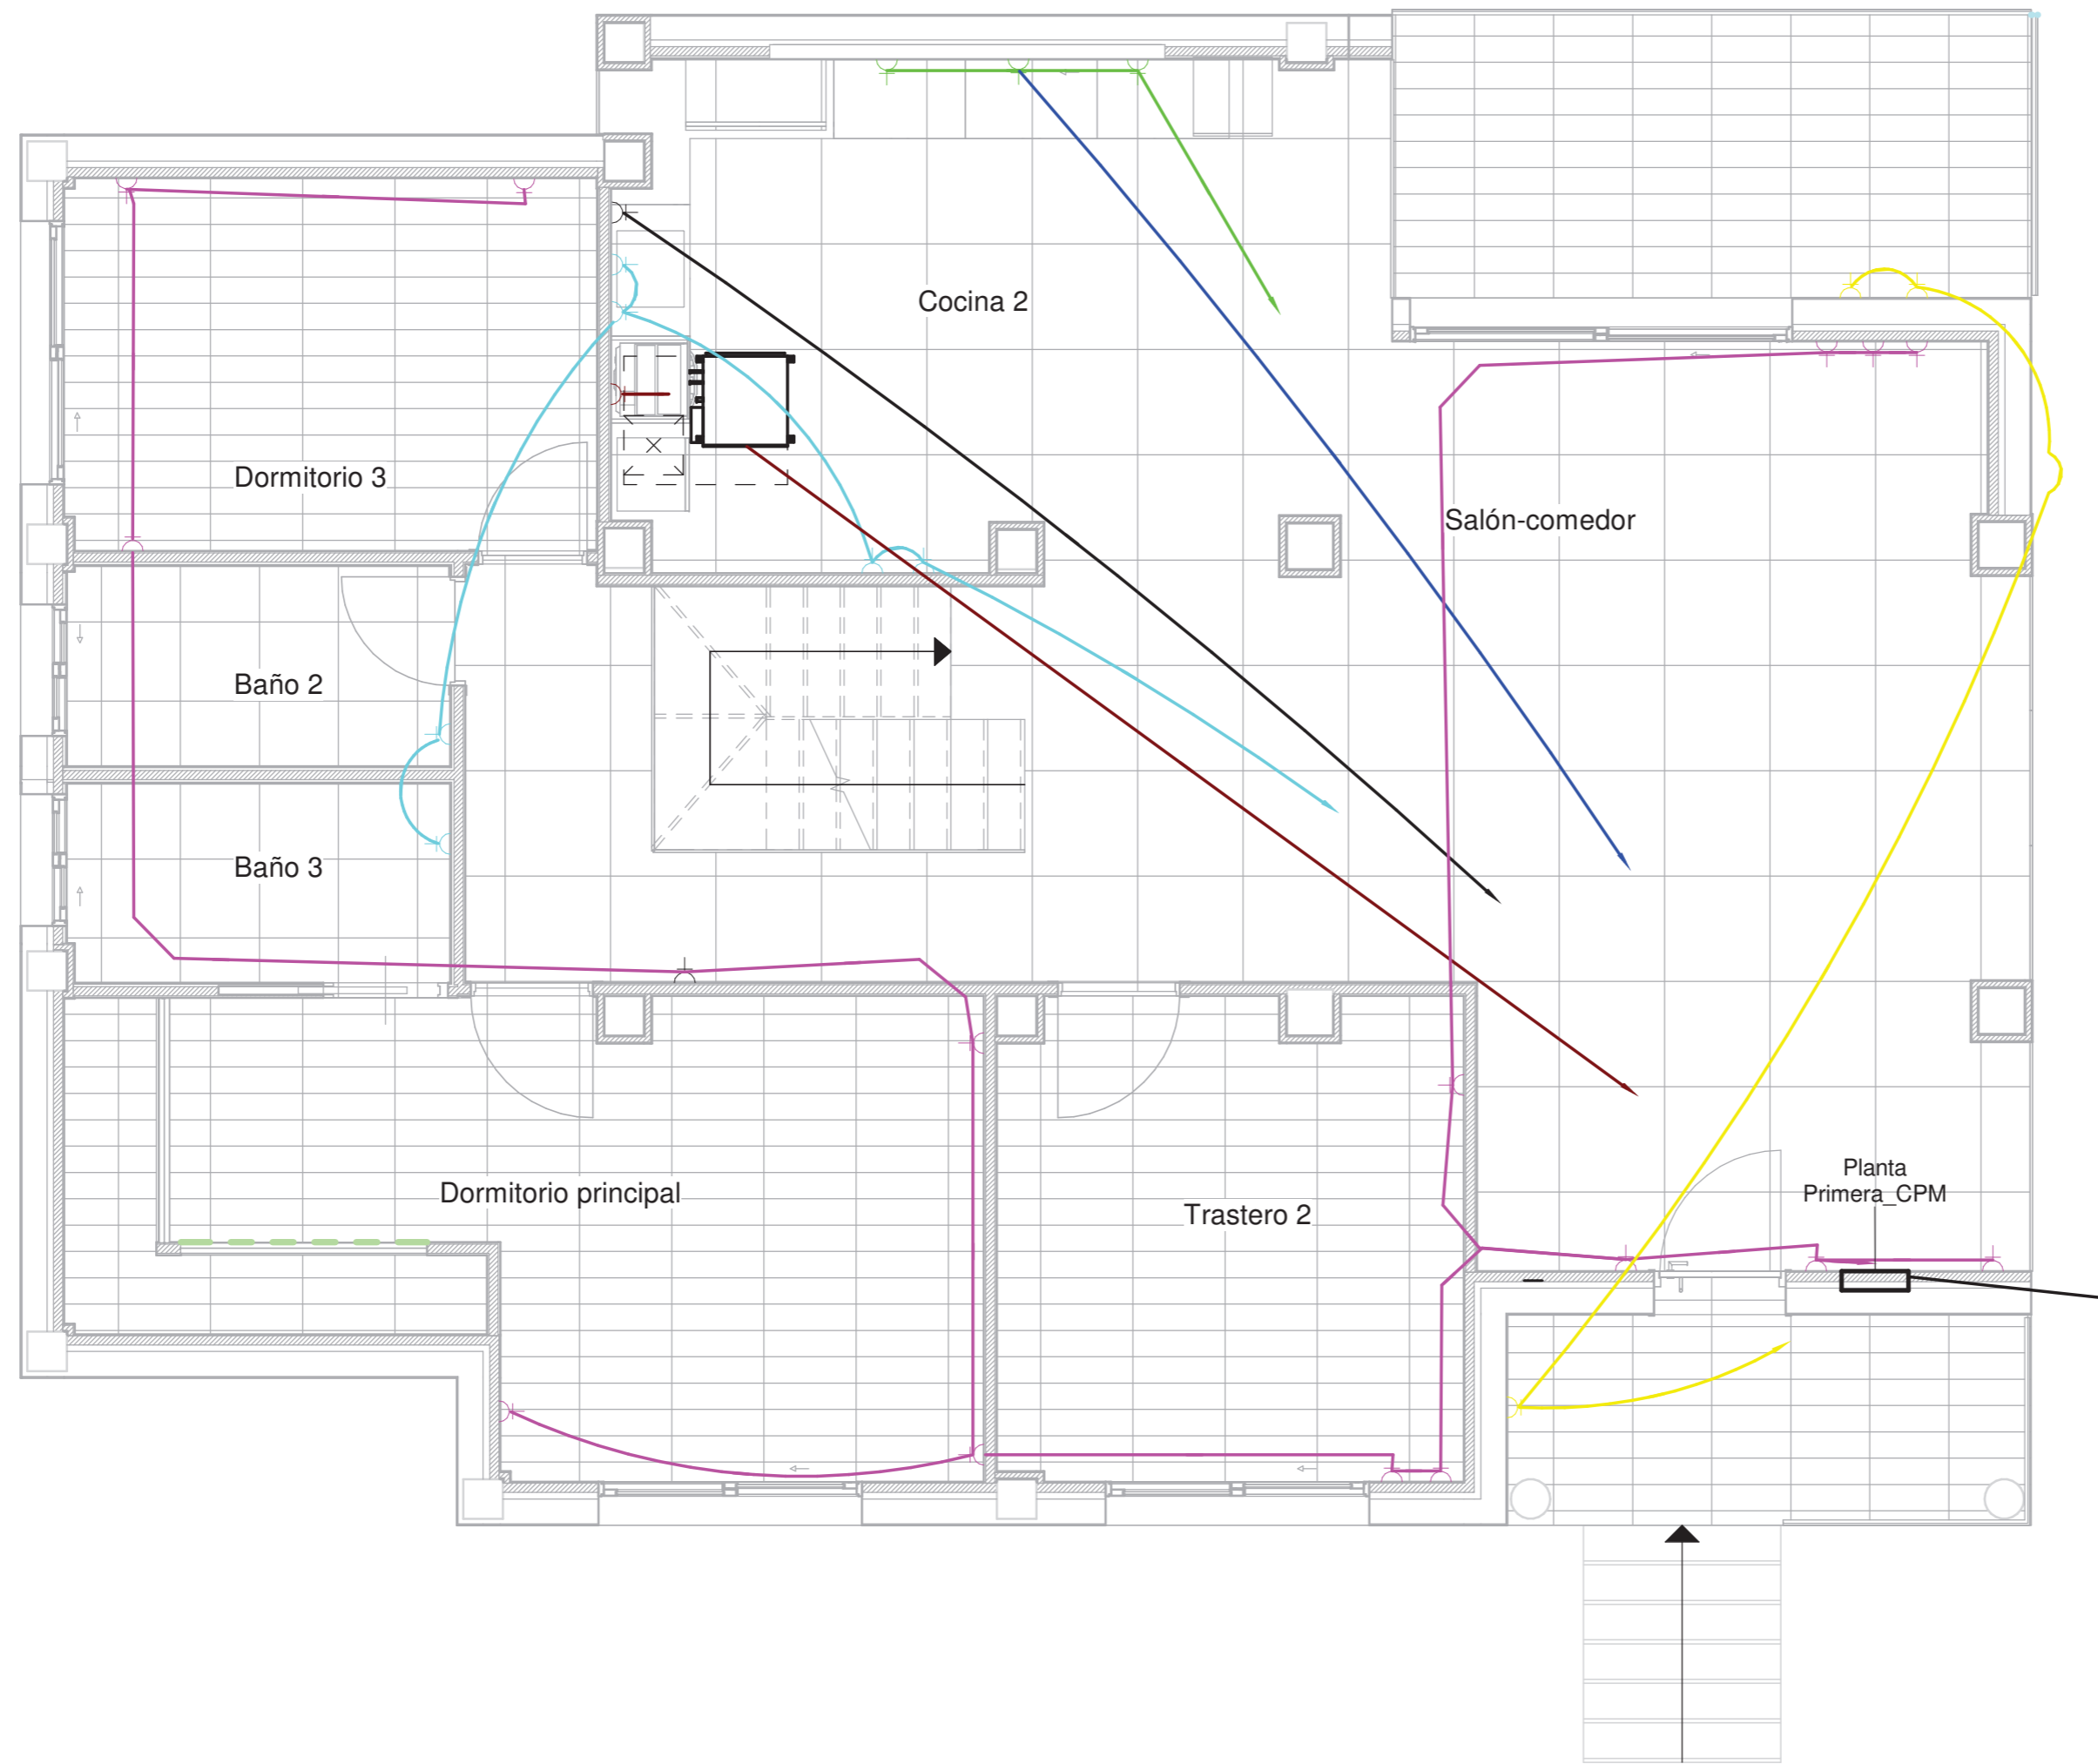 Cocina 2
Dormitorio 3
Salón-comedor
Baño 2
Baño 3
Planta
Primera_CPM
Dormitorio principal
Trastero 2